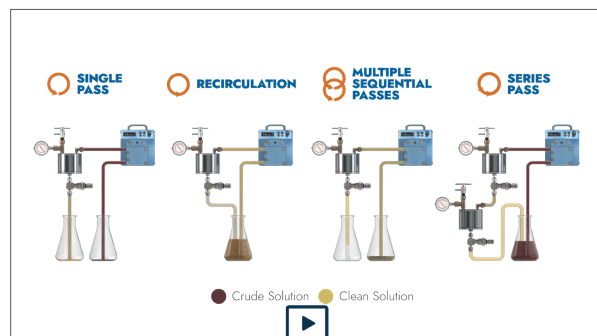 SINGLE
PASS
RECIRCULATION
MULTIPLE
SEQUENTIAL
PASSES
SERIES
PASS
Crude Solution
Clean Solution